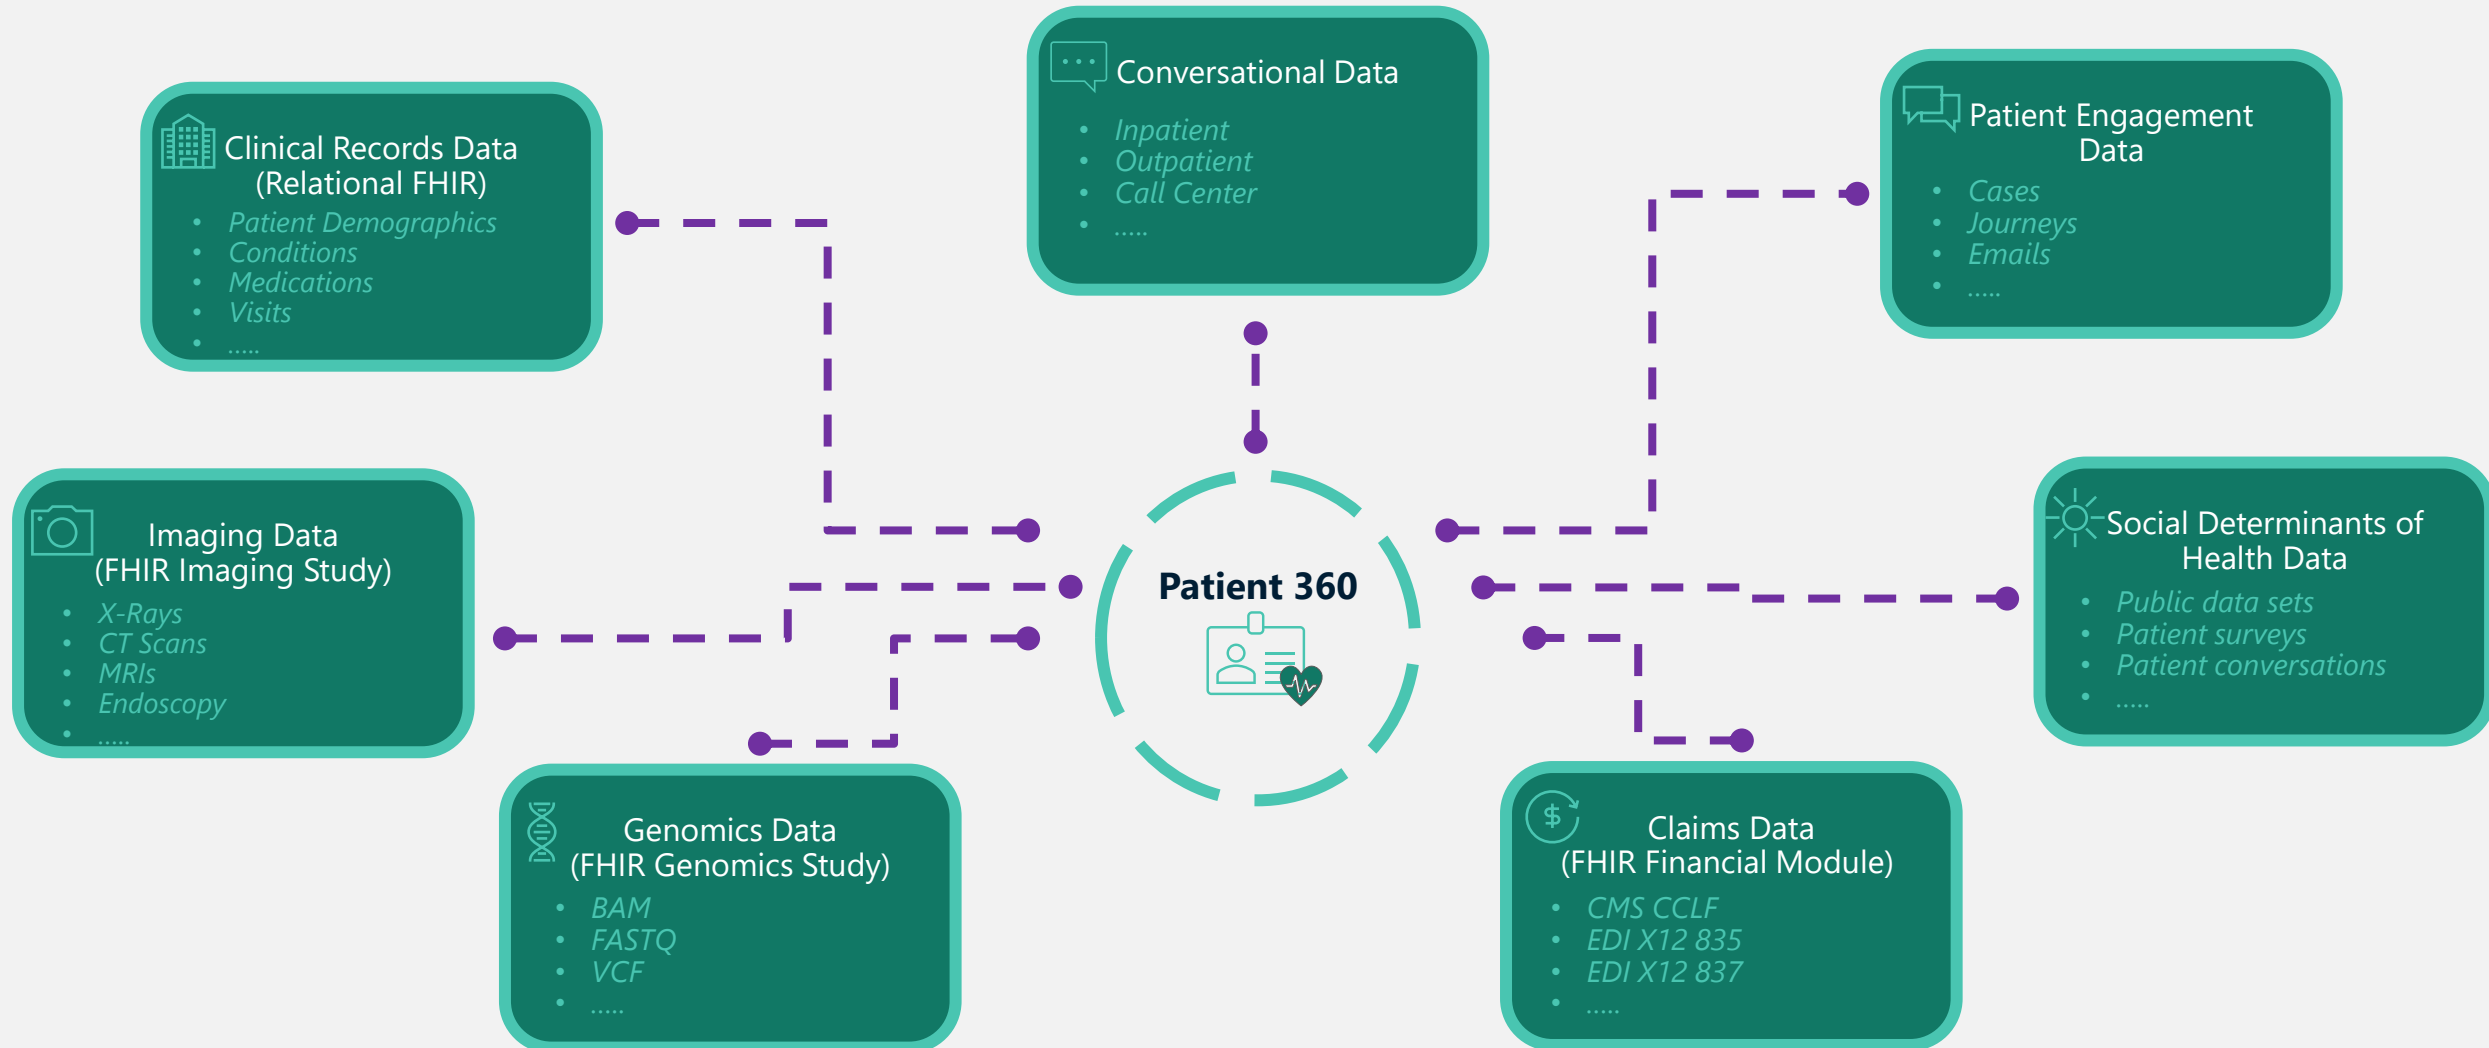 Conversational Data
• Inpatient
• Outpatient
• Call Center
• .....
Patient Engagement
Data
• Cases
• Journeys
• Emails
• .....
Clinical Records Data
(Relational FHIR)
• Patient Demographics
• Conditions
• Medications
• Visits
• .....
Imaging Data
(FHIR Imaging Study)
• X-Rays
• CT Scans
• MRIs
• Endoscopy
• .....
Patient 360
Social Determinants of
Health Data
• Public data sets
• Patient surveys
• Patient conversations
• .....
Genomics Data
(FHIR Genomics Study)
• BAM
• FASTQ
• VCF
• .....
$
Claims Data
(FHIR Financial Module)
• CMS CCLF
• EDI X12 835
• EDI X12 837
• .....